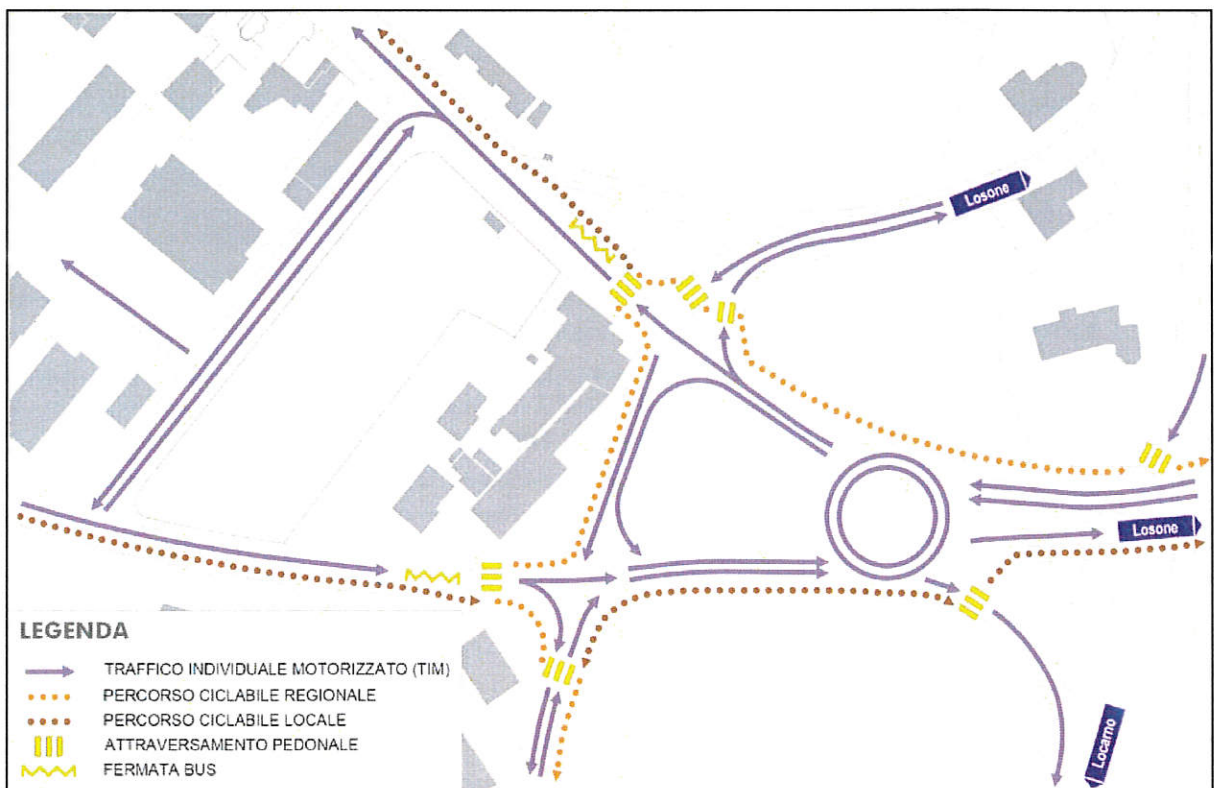 Losone
Losone
Locarno
LEGENDA
TRAFFICO INDIVIDUALE MOTORIZZATO (TIM)
PERCORSO CICLABILE REGIONALE
PERCORSO CICLABILE LOCALE
ATTRAVERSAMENTO PEDONALE
FERMATA BUS